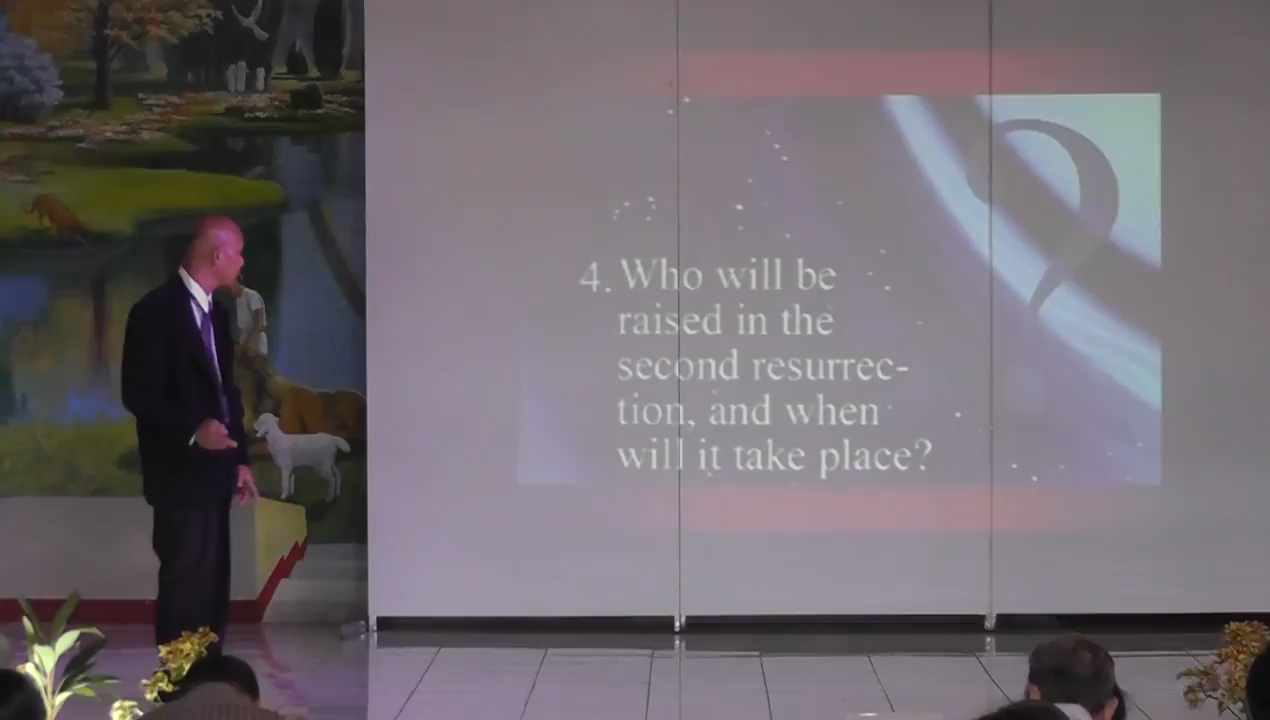 4. Who will be
raised in the
second resurrec-
tion, and when
will it take place?